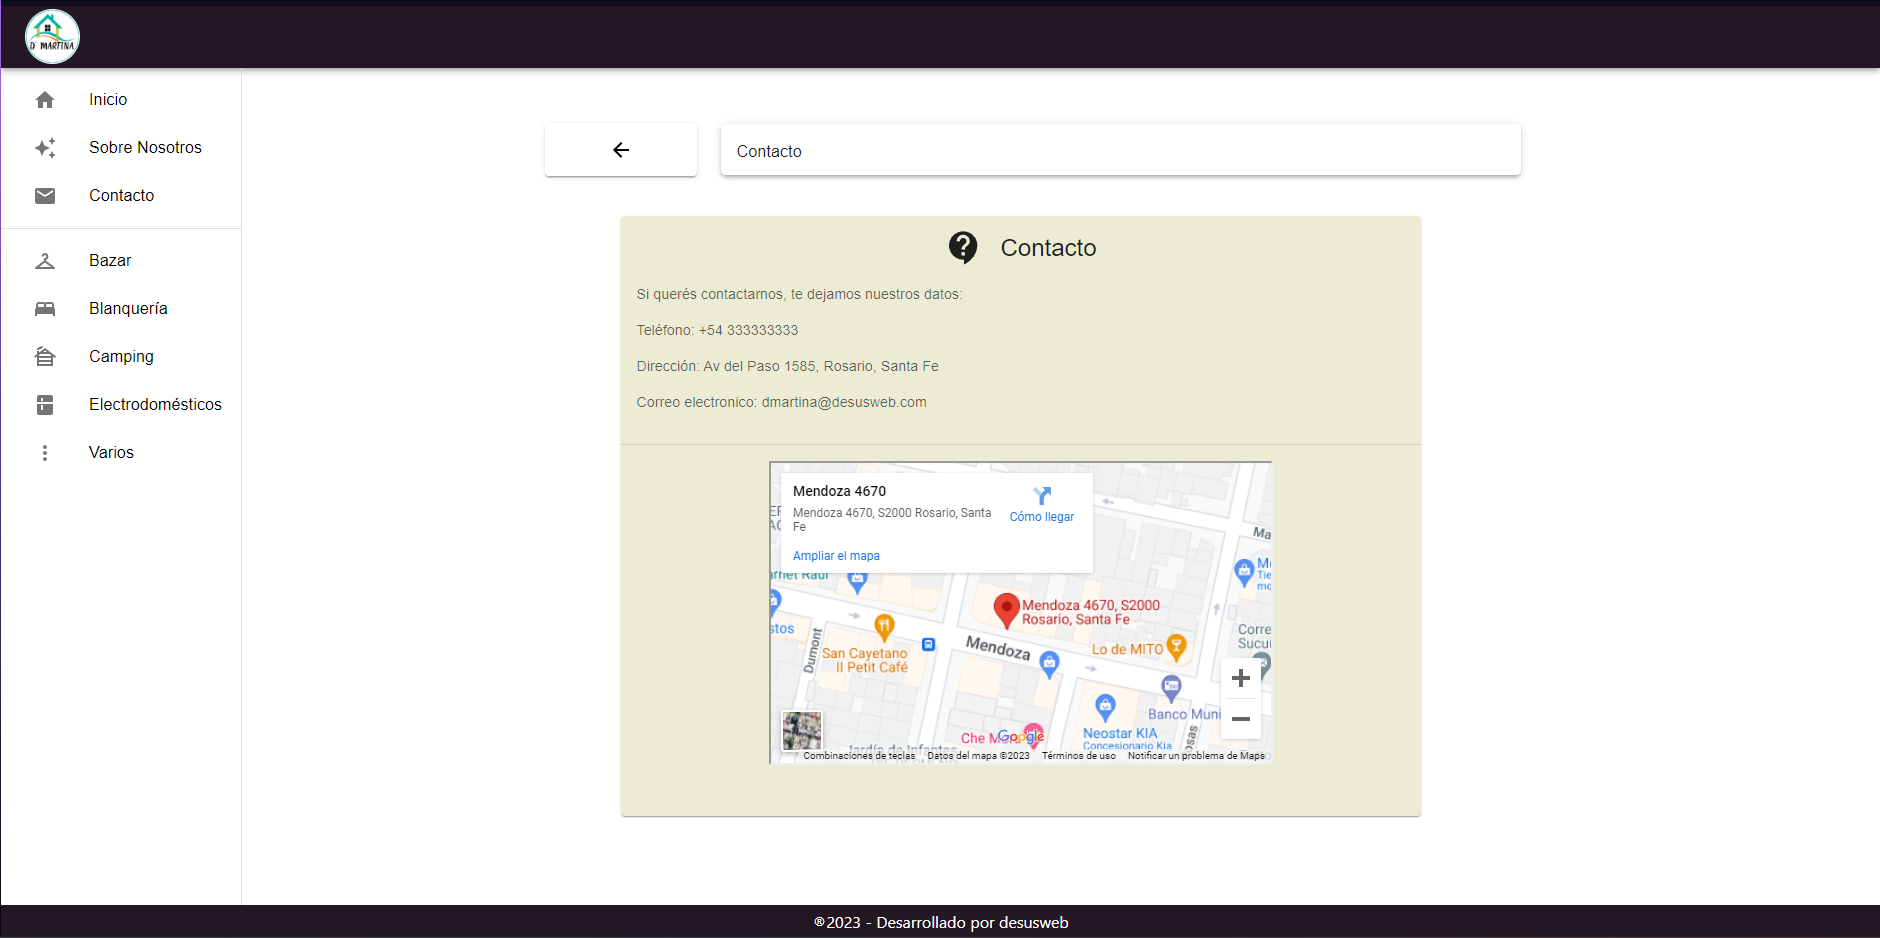 D' MARTINA
Inicio
Sobre Nosotros
Contacto
Bazar
Blanquería
Camping
Electrodomésticos
Varios
Contacto
Contacto
Si querés contactarnos, te dejamos nuestros datos:
Teléfono: +54 333333333
Dirección: Av del Paso 1585, Rosario, Santa Fe
Correo electronico: dmartina@desusweb.com
Mendoza 4670
Mendoza 4670, S2000 Rosario, Santa
Fe
Cómo llegar
Ampliar el mapa
Mendoza 4670, S2000
Rosario, Santa Fe
Dumont
San Cayetano
II Petit Café
Mendoza
Lo de MITO
Corre
Sucu
Banco Muni
Neostar KIA
Concesionario Kia
Che M
Google
Jardín de Infantes
Combinaciones de teclas
Datos del mapa ©2023
Términos de uso
Notificar un problema de Maps
®2023 - Desarrollado por desusweb